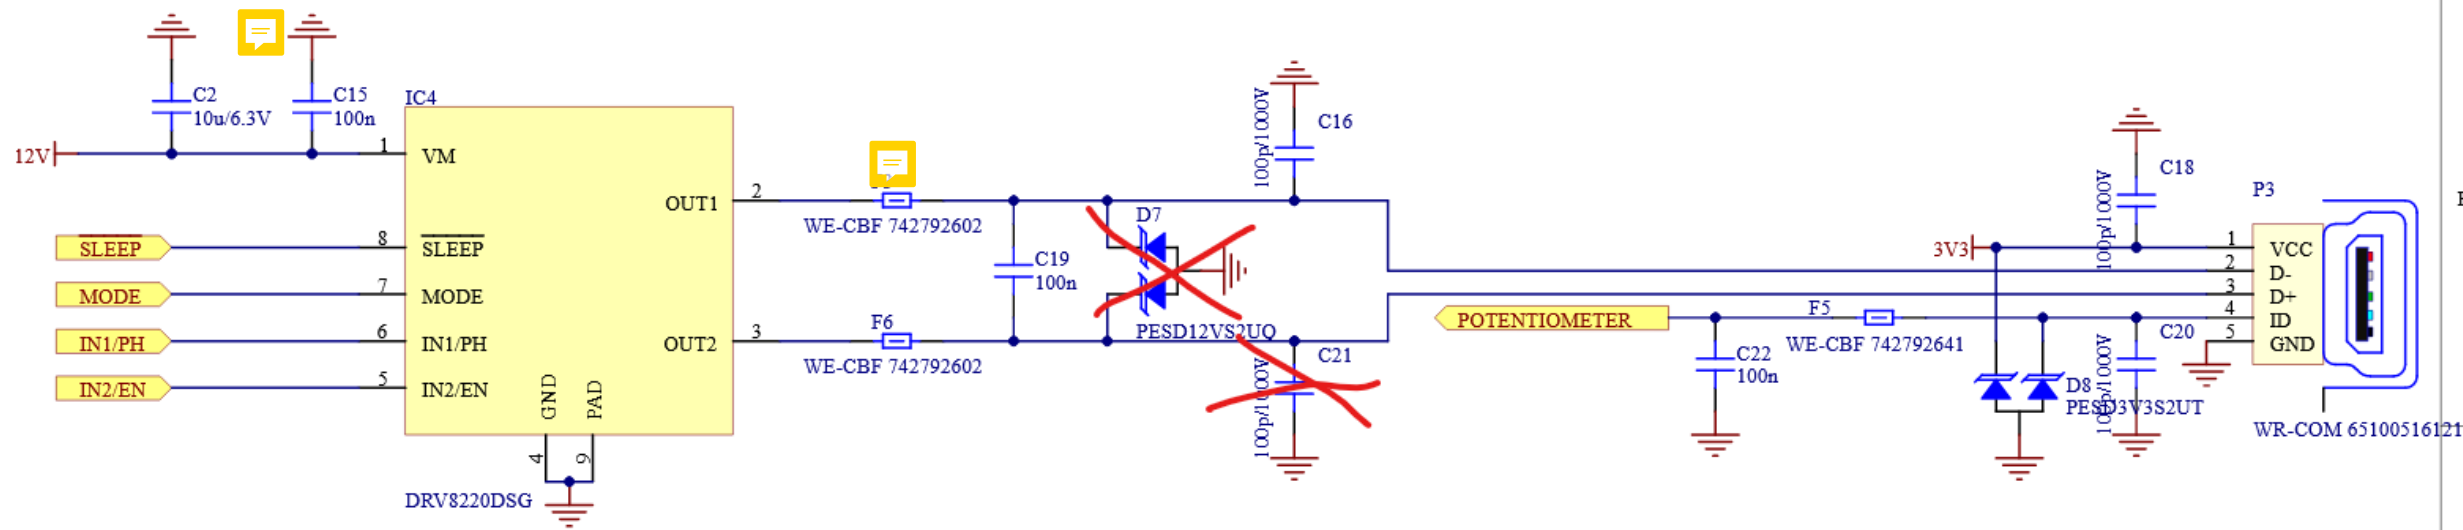 C2
10u/6.3V
C15
100n
IC4
12V
1
VM
SLEEP
8
SLEEP
MODE
7
MODE
IN1/PH
6
IN1/PH
IN2/EN
5
IN2/EN
OUT1
2
OUT2
3
GND
PAD
4
9
DRV8220DSG
WE-CBF 742792602
F6
WE-CBF 742792602
C19
100n
D7
PESD12VS2UQ
100p/1000V
C16
C21
100p/1000V
POTENTIOMETER
C22
100n
F5
WE-CBF 742792641
3V3
100p/1000V
C18
D8
PESD3V3S2UT
C20
100p/1000V
P3
1
VCC
2
D-
3
D+
4
ID
5
GND
WR-COM 65100516121